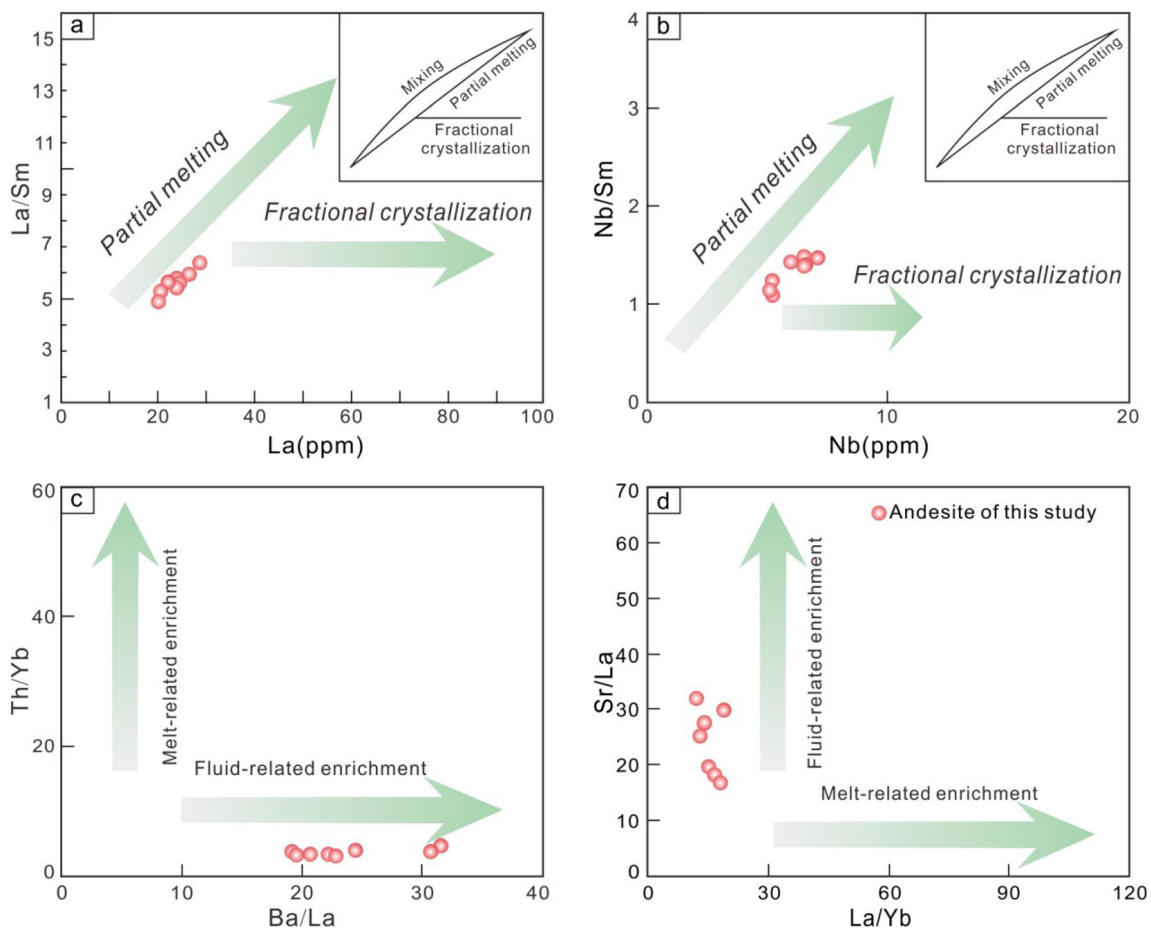 a
15
13
11
9
7
5
3
1
La/Sm
Partial melting
Fractional crystallization
Mixing
Partial melting
Fractional
crystallization
0
20
40
60
80
100
La(ppm)
b
4
3
2
1
0
Nb/Sm
Partial melting
Fractional crystallization
Mixing
Partial melting
Fractional
crystallization
0
10
20
Nb(ppm)
c
60
40
20
0
Th/Yb
Melt-related enrichment
Fluid-related enrichment
0
10
20
30
40
Ba/La
d
70
60
50
40
30
20
10
0
Sr/La
Andesite of this study
Fluid-related enrichment
Melt-related enrichment
0
30
60
90
120
La/Yb